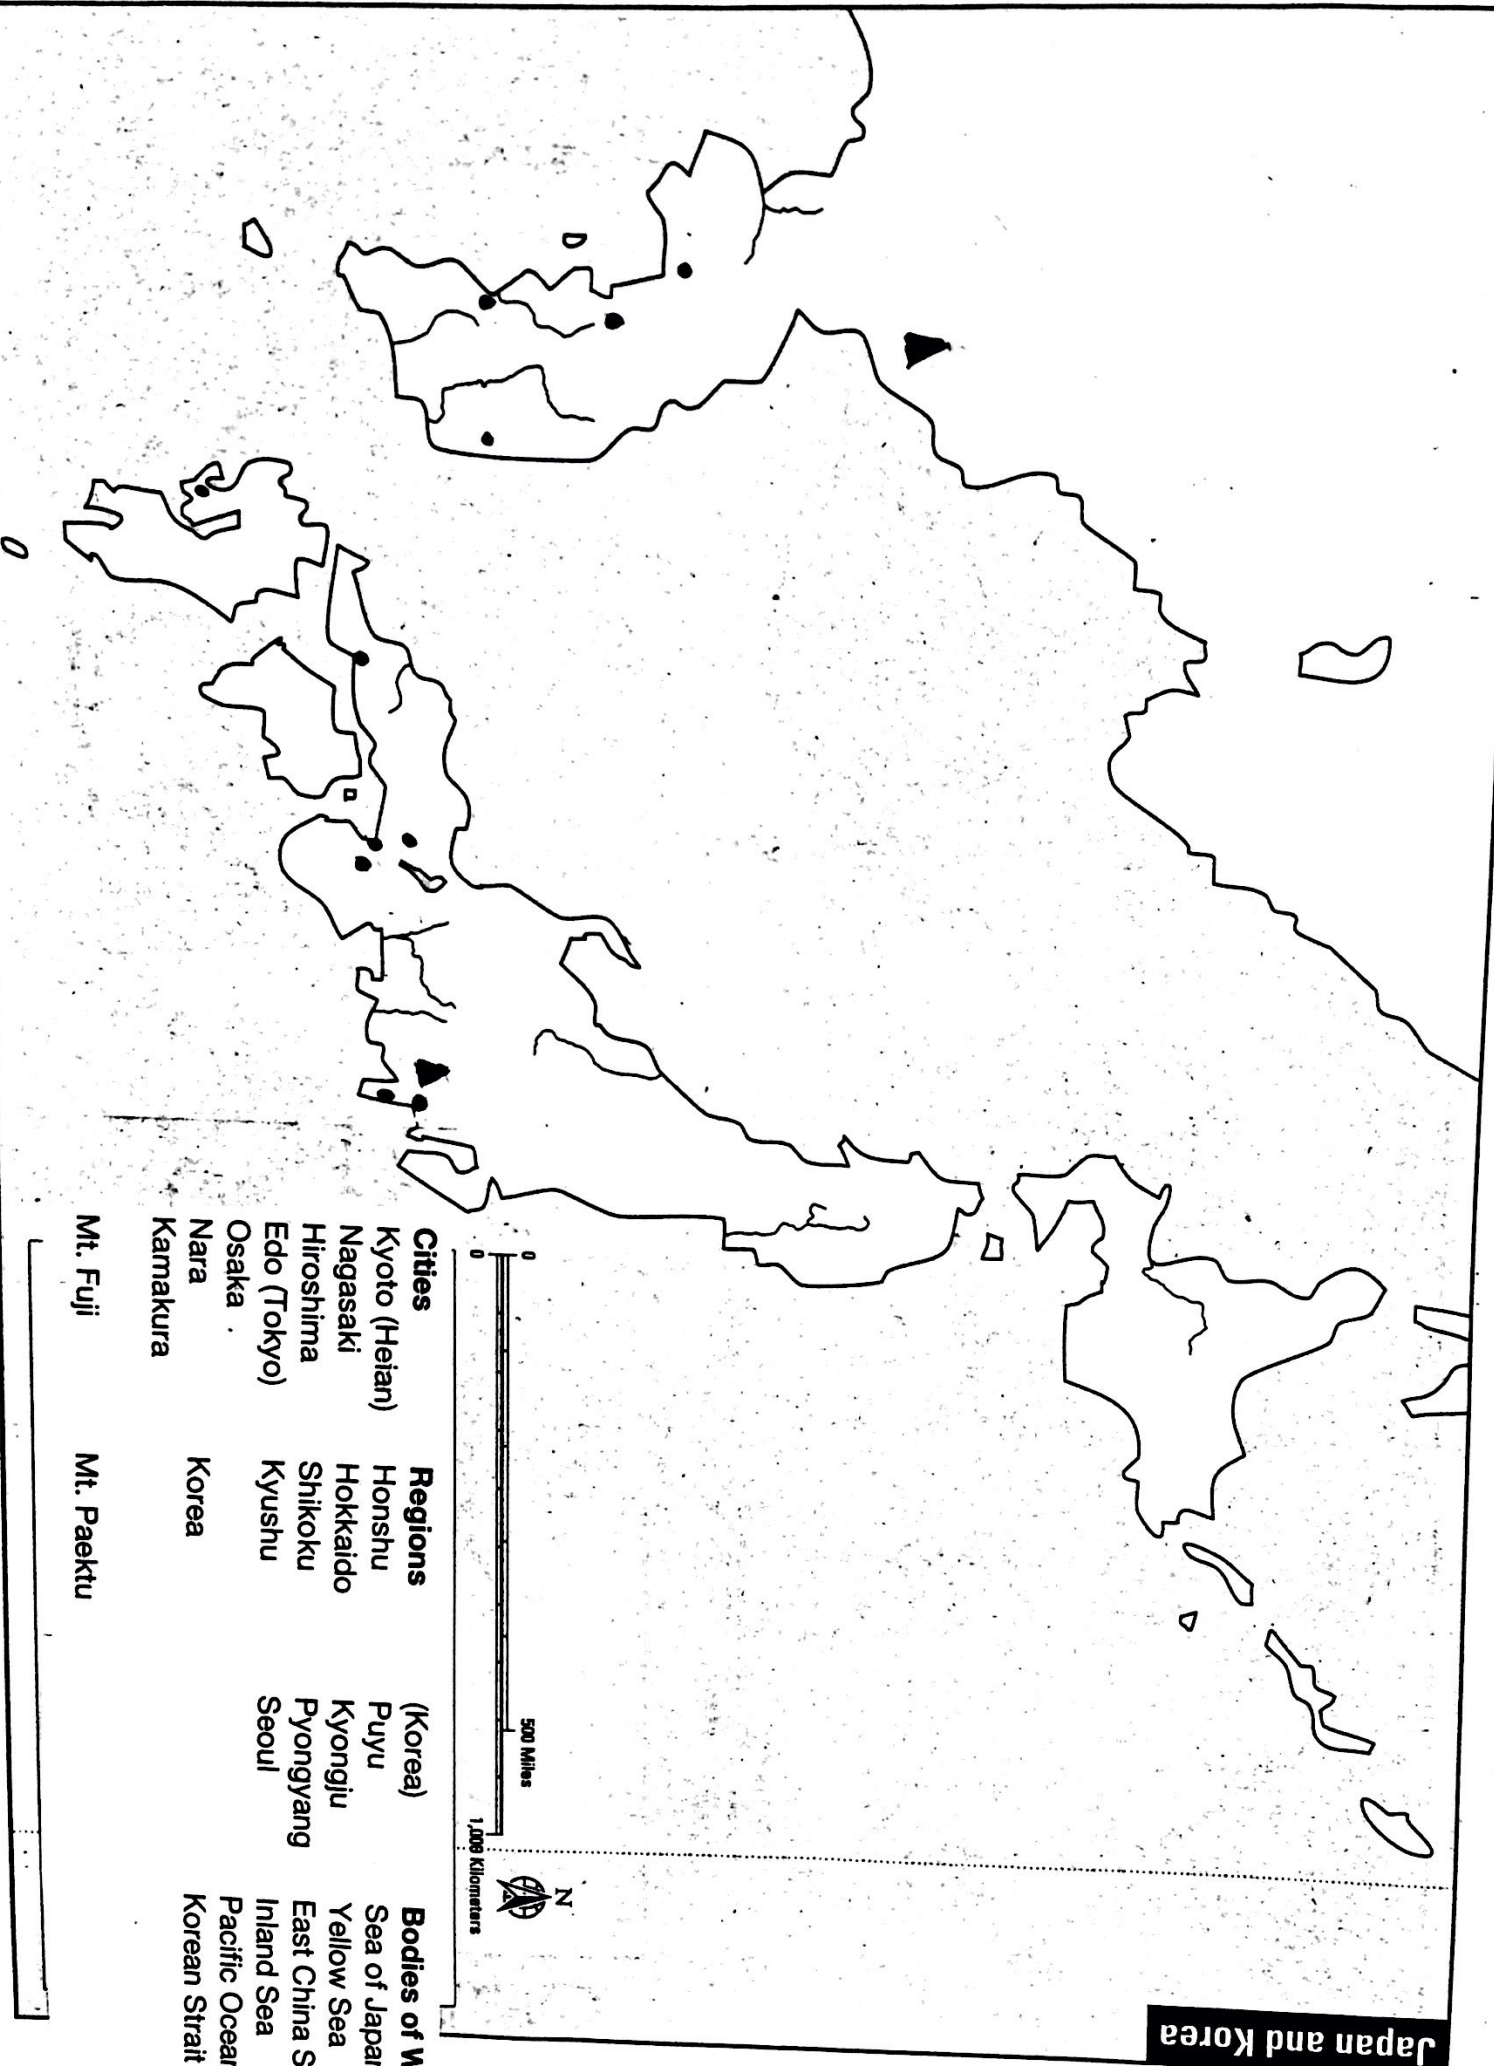 Japan and Korea
N
0
500 Miles
0
1,000 Kilometers
Cities
Kyoto (Heian)
Nagasaki
Hiroshima
Edo (Tokyo)
Osaka
Nara
Kamakura
Mt. Fuji
Regions
Honshu
Hokkaido
Shikoku
Kyushu
Korea
Mt. Paektu
(Korea)
Puyu
Kyongju
Pyongyang
Seoul
Bodies of W
Sea of Japan
Yellow Sea
East China S
Inland Sea
Pacific Ocean
Korean Strait